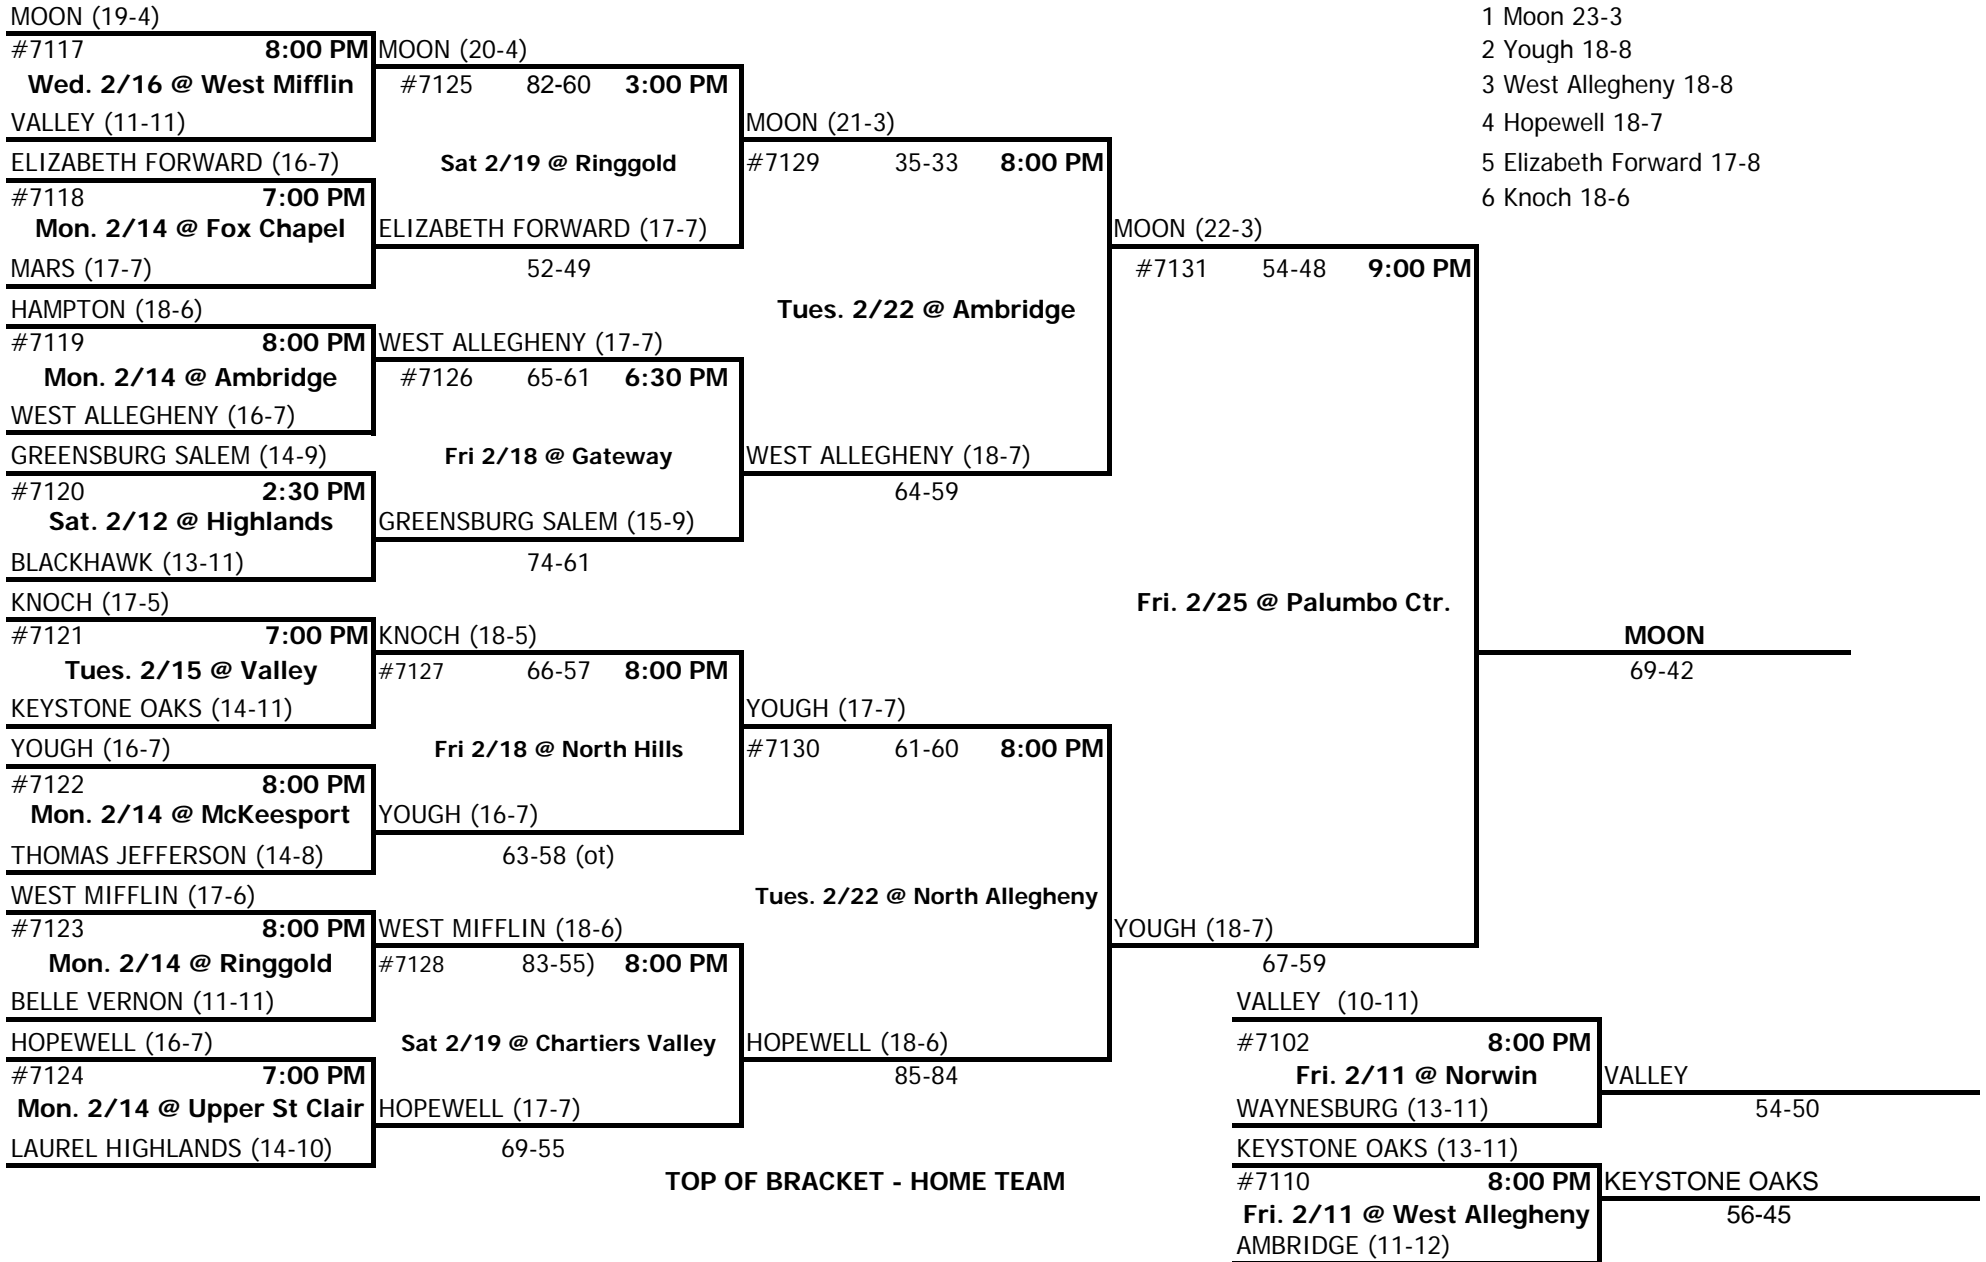 MOON (19-4)
#7117 8:00 PM
Wed. 2/16 @ West Mifflin
VALLEY (11-11)
ELIZABETH FORWARD (16-7)
#7118 7:00 PM
Mon. 2/14 @ Fox Chapel
MARS (17-7)
HAMPTON (18-6)
#7119 8:00 PM
Mon. 2/14 @ Ambridge
WEST ALLEGHENY (16-7)
GREENSBURG SALEM (14-9)
#7120 2:30 PM
Sat. 2/12 @ Highlands
BLACKHAWK (13-11)
KNOCH (17-5)
#7121 7:00 PM
Tues. 2/15 @ Valley
KEYSTONE OAKS (14-11)
YOUGH (16-7)
#7122 8:00 PM
Mon. 2/14 @ McKeesport
THOMAS JEFFERSON (14-8)
WEST MIFFLIN (17-6)
#7123 8:00 PM
Mon. 2/14 @ Ringgold
BELLE VERNON (11-11)
HOPEWELL (16-7)
#7124 7:00 PM
Mon. 2/14 @ Upper St Clair
LAUREL HIGHLANDS (14-10)
MOON (20-4)
#7125 82-60 3:00 PM
Sat 2/19 @ Ringgold
ELIZABETH FORWARD (17-7)
52-49
WEST ALLEGHENY (17-7)
#7126 65-61 6:30 PM
Fri 2/18 @ Gateway
GREENSBURG SALEM (15-9)
74-61
KNOCH (18-5)
#7127 66-57 8:00 PM
Fri 2/18 @ North Hills
YOUGH (16-7)
63-58 (ot)
WEST MIFFLIN (18-6)
#7128 83-55) 8:00 PM
Sat 2/19 @ Chartiers Valley
HOPEWELL (17-7)
69-55
MOON (21-3)
#7129 35-33 8:00 PM
Tues. 2/22 @ Ambridge
WEST ALLEGHENY (18-7)
64-59
YOUGH (17-7)
#7130 61-60 8:00 PM
Tues. 2/22 @ North Allegheny
HOPEWELL (18-6)
85-84
MOON (22-3)
#7131 54-48 9:00 PM
Fri. 2/25 @ Palumbo Ctr.
YOUGH (18-7)
67-59
MOON
69-42
1 Moon 23-3
2 Yough 18-8
3 West Allegheny 18-8
4 Hopewell 18-7
5 Elizabeth Forward 17-8
6 Knoch 18-6
VALLEY (10-11)
#7102 8:00 PM
Fri. 2/11 @ Norwin
WAYNESBURG (13-11)
VALLEY
54-50
KEYSTONE OAKS (13-11)
#7110 8:00 PM
Fri. 2/11 @ West Allegheny
AMBRIDGE (11-12)
KEYSTONE OAKS
56-45
TOP OF BRACKET - HOME TEAM